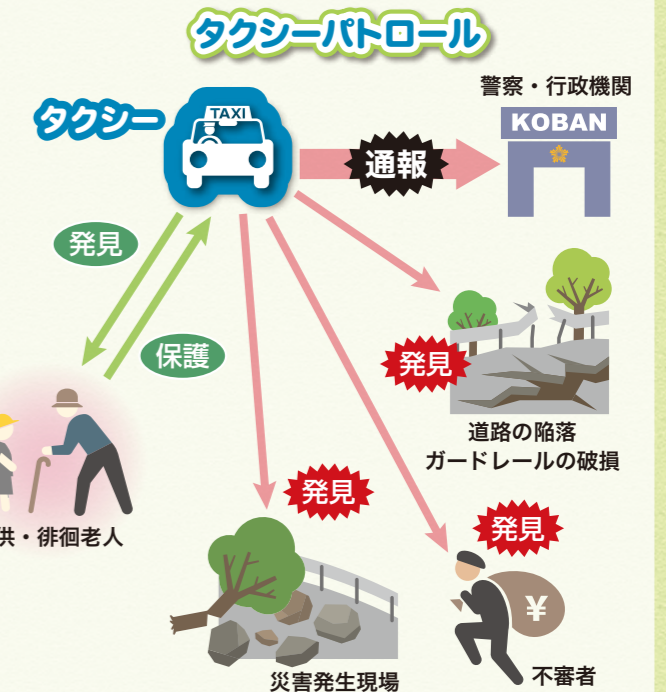 タクシーパトロール
警察・行政機関
KOBAN
タクシー
TAXI
通報
発見
保護
発見
道路の陥落
ガードレールの破損
供・徘徊老人
発見
発見
¥
災害発生現場
不審者